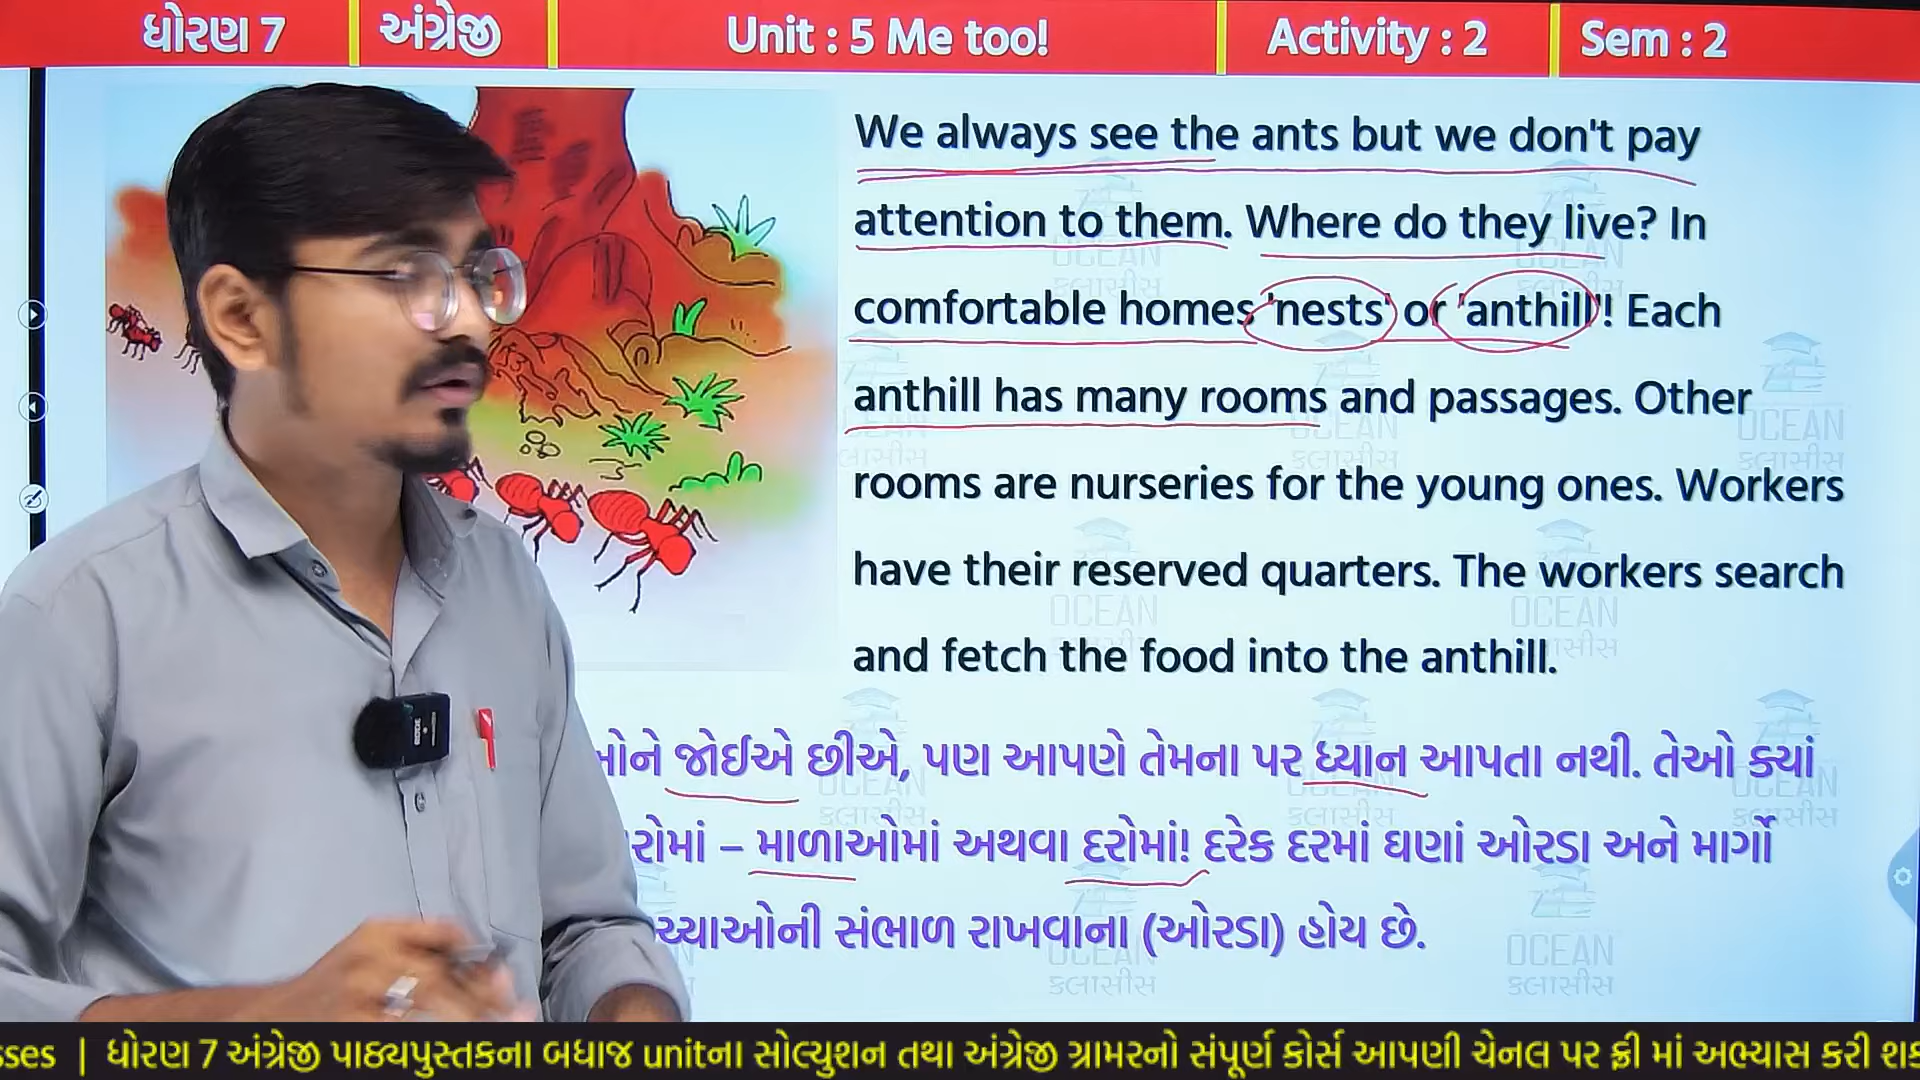 ધોરણ 7 અંગ્રેજી Unit : 5 Me too! Activity : 2 Sem : 2
We always see the ants but we don't pay
attention to them. Where do they live? In
comfortable homes 'nests' or 'anthill'! Each
anthill has many rooms and passages. Other
rooms are nurseries for the young ones. Workers
have their reserved quarters. The workers search
and fetch the food into the anthill.
જોઈએ છીએ, પણ આપણે તેમના પર ધ્યાન આપતા નથી. તેઓ ક્યાં
– માળાઓમાં અથવા દરોમાં! દરેક દરમાં ઘણાં ઓરડા અને માર્ગો
સંભાળ રાખવાના (ઓરડા) હોય છે.
OCEAN
ક્લાસીસ
| ધોરણ 7 અંગ્રેજી પાઠ્યપુસ્તકના બધાજ unitના સોલ્યુશન તથા અંગ્રેજી ગ્રામરનો સંપૂર્ણ કોર્સ આપણી ચેનલ પર ફ્રી માં અભ્યાસ કરી